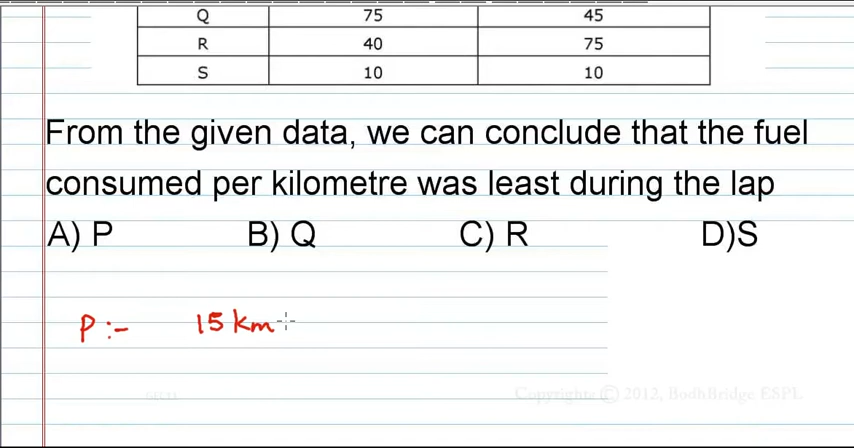 Q 75 45
R 40 75
S 10 10
From the given data, we can conclude that the fuel
consumed per kilometre was least during the lap
A) P B) Q C) R D)S
P :- 15 km
Copyrights © 2012, BodhBridge ESPL